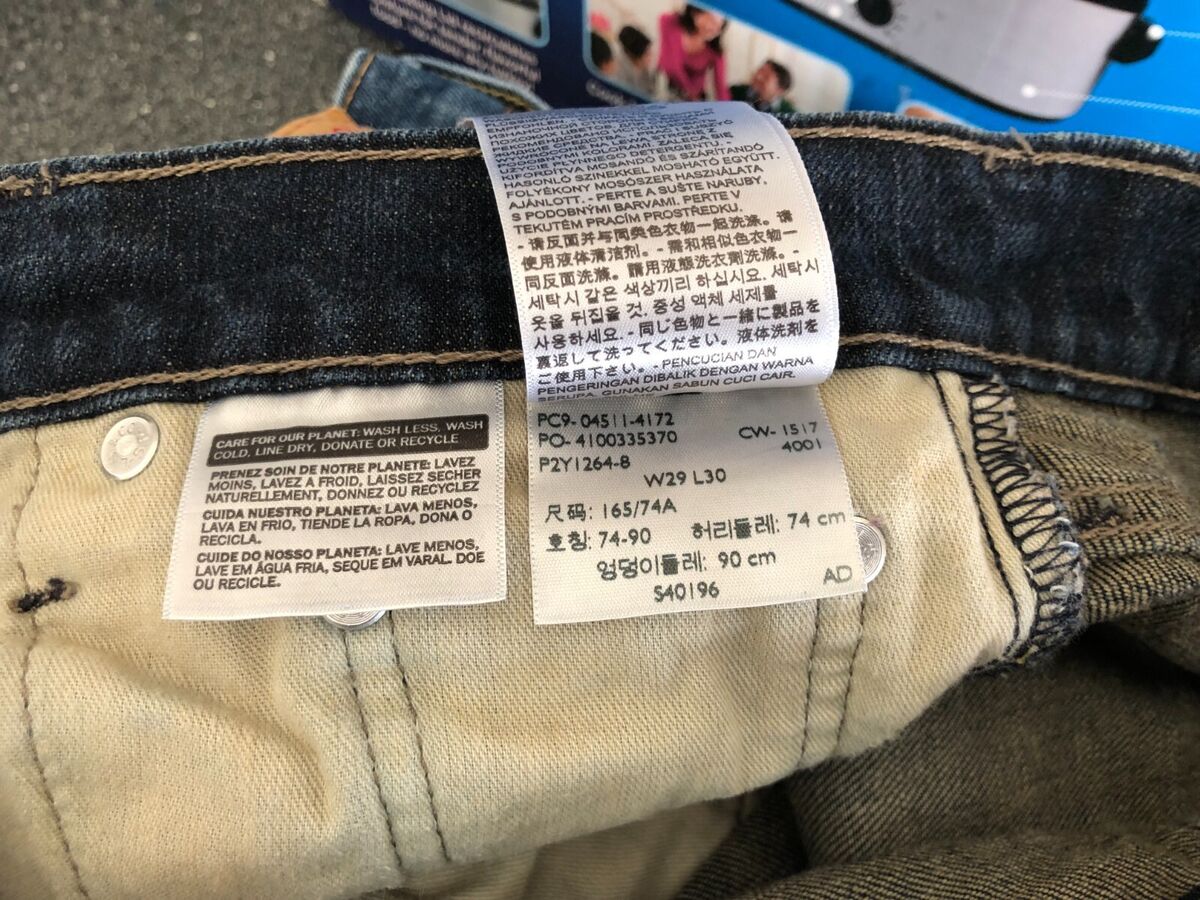 KIFORDÍTVA MOSANDÓ ÉS SZÁRÍTANDÓ
HASONLÓ SZINEKKEL MOSHATÓ EGYÜTT.
FOLYÉKONY MOSÓSZER HASZNÁLATA
AJÁNLOTT. - PERTE A SUŠTE NARUBY,
S PODOBNÝMI BARVAMI. PERTE V
TEKUTÉM PRACÍM PROSTŘEDKU.
- 请反面并与同类色衣物一起洗涤。请
使用液体清洁剂。- 需和相似色衣物一
同反面洗滌。請用液態洗衣劑洗滌。-
세탁시 같은 색상끼리 하십시요. 세탁시
옷을 뒤집을 것. 중성 액체 세제를
사용하세요. - 同じ色物と一緒に製品を
裏返して洗ってください。液体洗剤を
ご使用下さい。- PENCUCIAN DAN
PENGERINGAN DIBALIK DENGAN WARNA
SERUPA. GUNAKAN SABUN CUCI CAIR.
CARE FOR OUR PLANET: WASH LESS, WASH
COLD, LINE DRY, DONATE OR RECYCLE
PRENEZ SOIN DE NOTRE PLANETE: LAVEZ
MOINS, LAVEZ A FROID, LAISSEZ SECHER
NATURELLEMENT, DONNEZ OU RECYCLEZ
CUIDA NUESTRO PLANETA: LAVA MENOS,
LAVA EN FRIO, TIENDE LA ROPA, DONA O
RECICLA.
CUIDE DO NOSSO PLANETA: LAVE MENOS,
LAVE EM ÁGUA FRIA, SEQUE EM VARAL. DOE
OU RECICLE.
PC9-04511-4172
PO-4100335370 CW-1517
P2Y1264-8 4001
W29 L30
尺码: 165/74A
호칭: 74-90 허리둘레: 74 cm
엉덩이둘레: 90 cm
S40196 AD